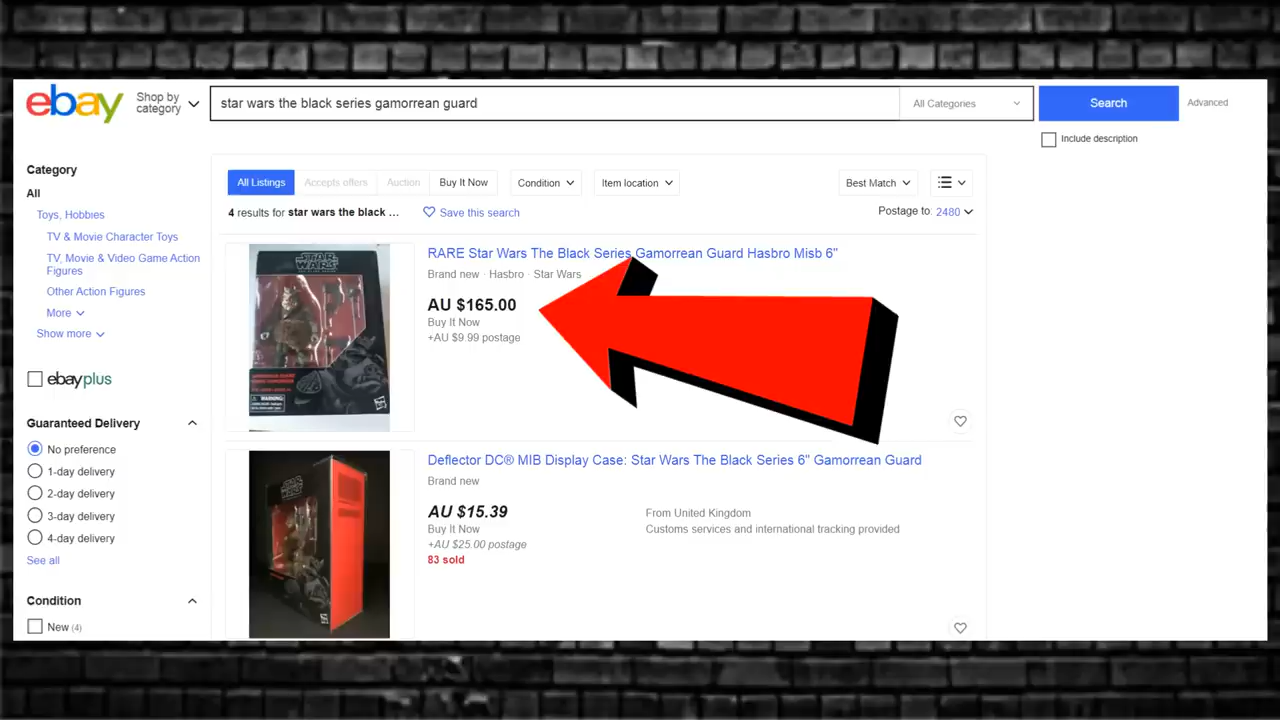 ebay
Shop by
category
star wars the black series gamorrean guard
All Categories
Search
Advanced
Include description
Category
All
Toys, Hobbies
TV & Movie Character Toys
TV, Movie & Video Game Action
Figures
Other Action Figures
More
Show more
ebayplus
Guaranteed Delivery
No preference
1-day delivery
2-day delivery
3-day delivery
4-day delivery
See all
Condition
New (4)
All Listings
Accepts offers
Auction
Buy It Now
Condition
Item location
Best Match
4 results for star wars the black ...
Save this search
Postage to: 2480
STAR
WARS
RARE Star Wars The Black Series Gamorrean Guard Hasbro Misb 6"
Brand new · Hasbro · Star Wars
AU $165.00
Buy It Now
+AU $9.99 postage
WARNING
STAR
WARS
Deflector DC® MIB Display Case: Star Wars The Black Series 6" Gamorrean Guard
Brand new
AU $15.39
Buy It Now
+AU $25.00 postage
83 sold
From United Kingdom
Customs services and international tracking provided